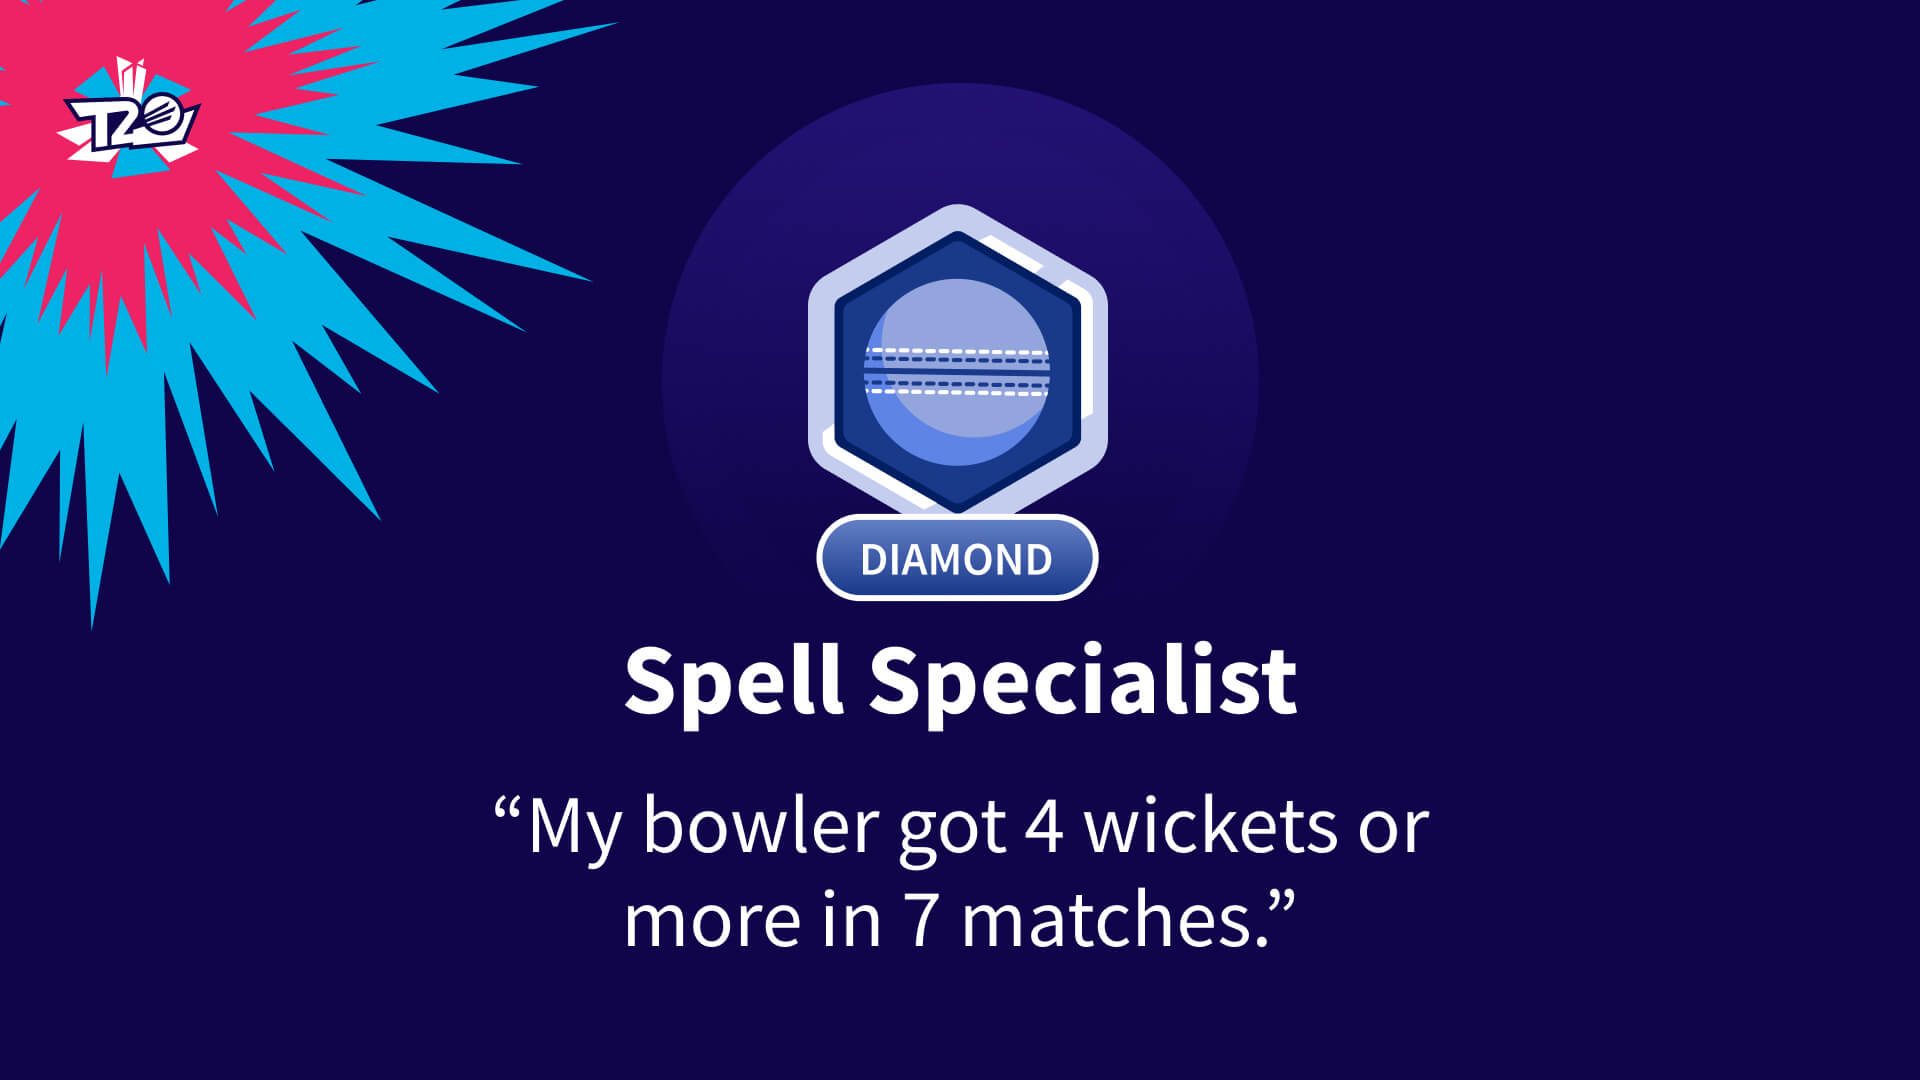 T20
DIAMOND
Spell Specialist
“My bowler got 4 wickets or
more in 7 matches.”